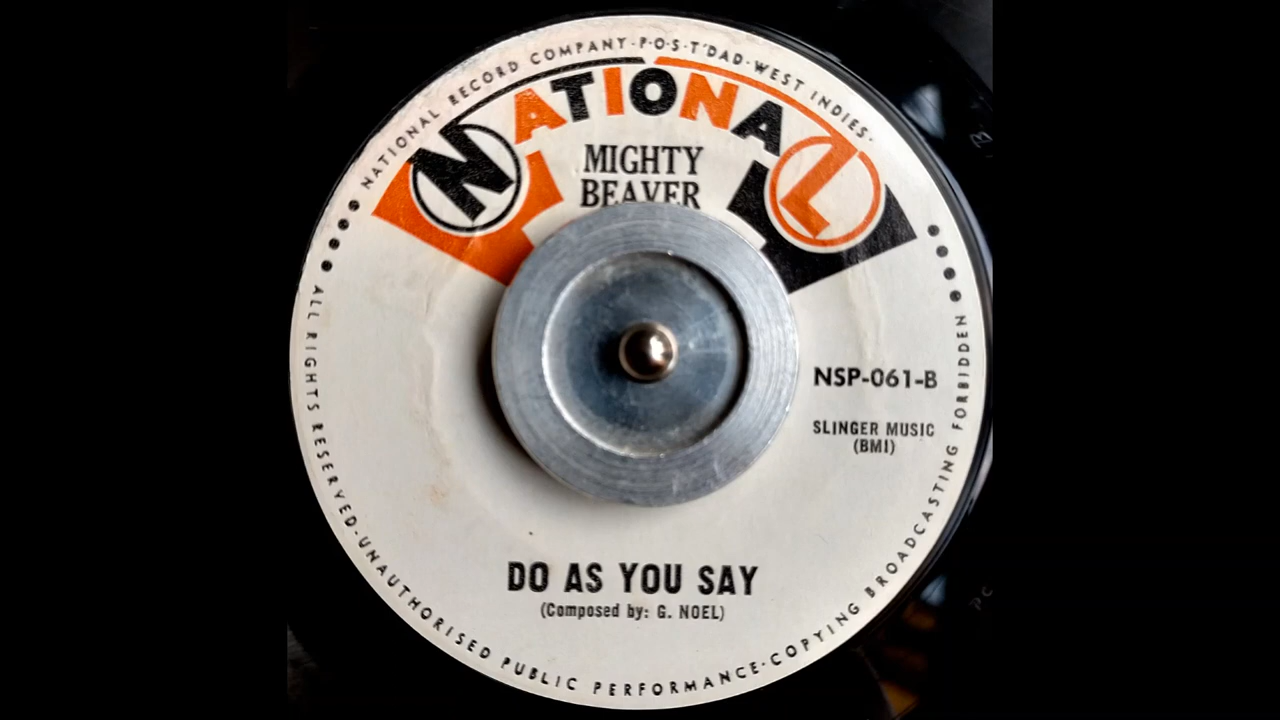 NATIONAL RECORD COMPANY·P·O·S·T'DAD·WEST INDIES·
NATIONAL
MIGHTY
BEAVER
NSP-061-B
SLINGER MUSIC
(BMI)
DO AS YOU SAY
(Composed by: G. NOEL)
ALL RIGHTS RESERVED·UNAUTHORISED PUBLIC PERFORMANCE·COPYING BROADCASTING FORBIDDEN